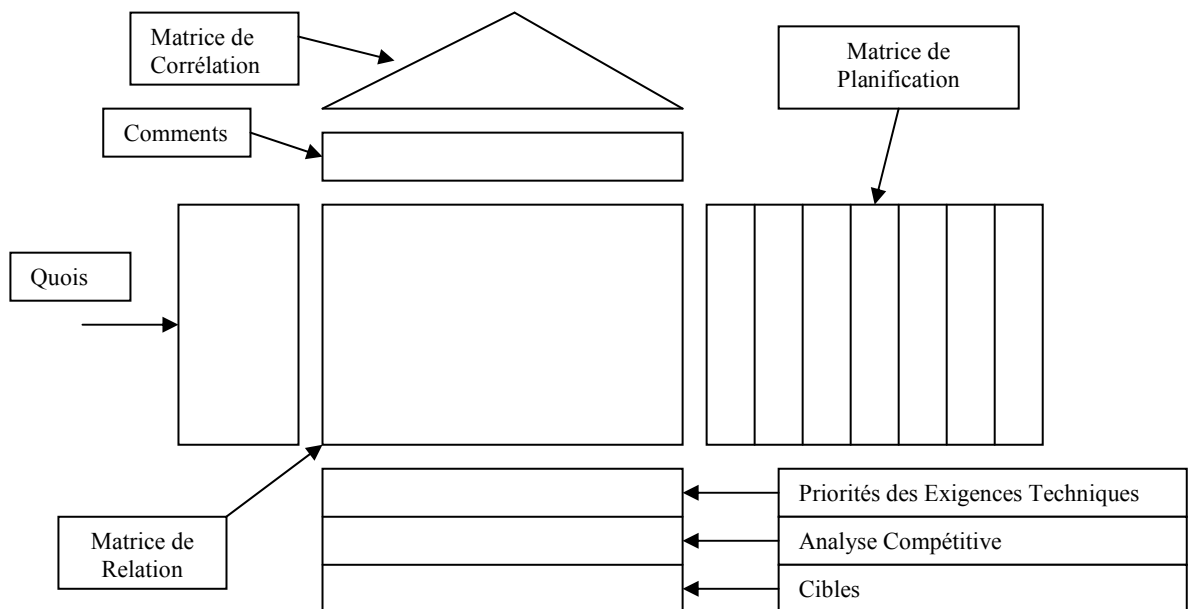 Matrice de
Corrélation
Matrice de
Planification
Comments
Quois
Priorités des Exigences Techniques
Matrice de
Relation
Analyse Compétitive
Cibles